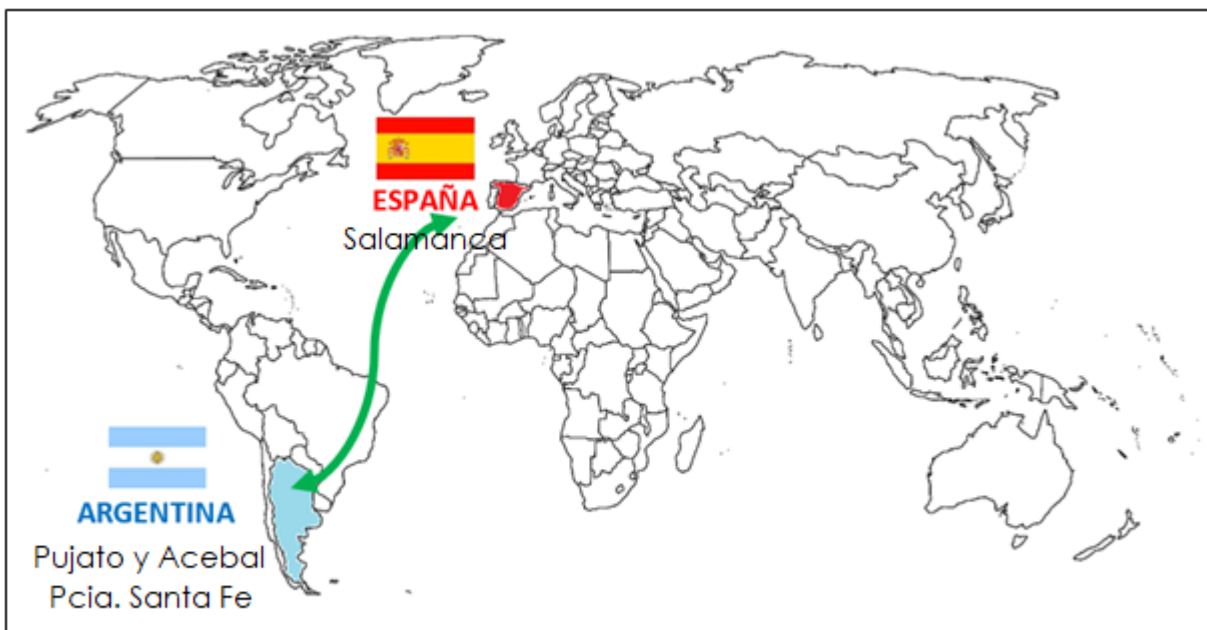 ESPAÑA
Salamanca
ARGENTINA
Pujato y Acebal
Pcia. Santa Fe